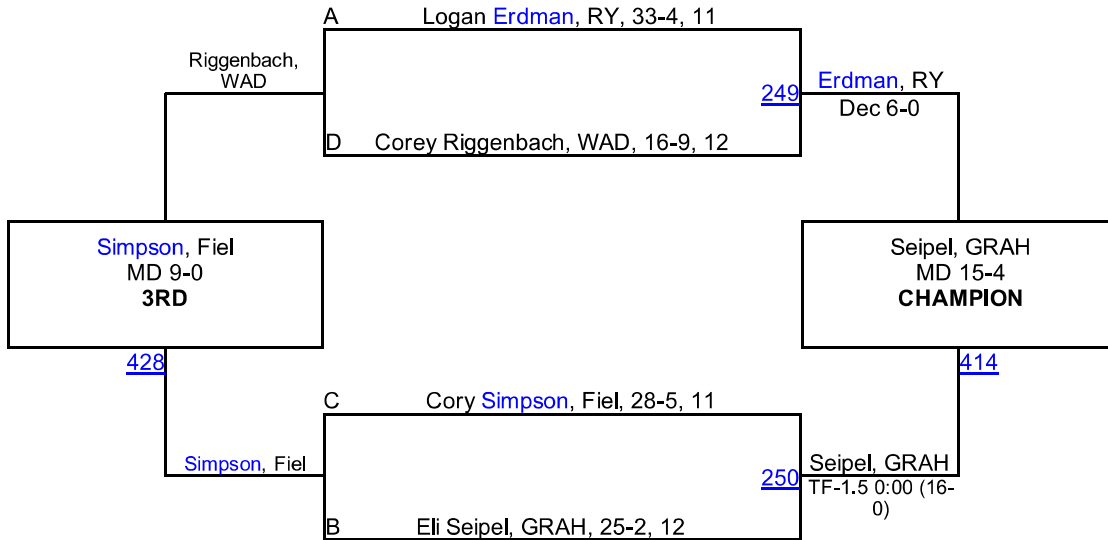 A Logan Erdman, RY, 33-4, 11
Riggenbach,
WAD
249
Erdman, RY
Dec 6-0
D Corey Riggenbach, WAD, 16-9, 12
Simpson, Fiel
MD 9-0
3RD
Seipel, GRAH
MD 15-4
CHAMPION
428
414
C Cory Simpson, Fiel, 28-5, 11
Simpson, Fiel
250
Seipel, GRAH
TF-1.5 0:00 (16-
0)
B Eli Seipel, GRAH, 25-2, 12